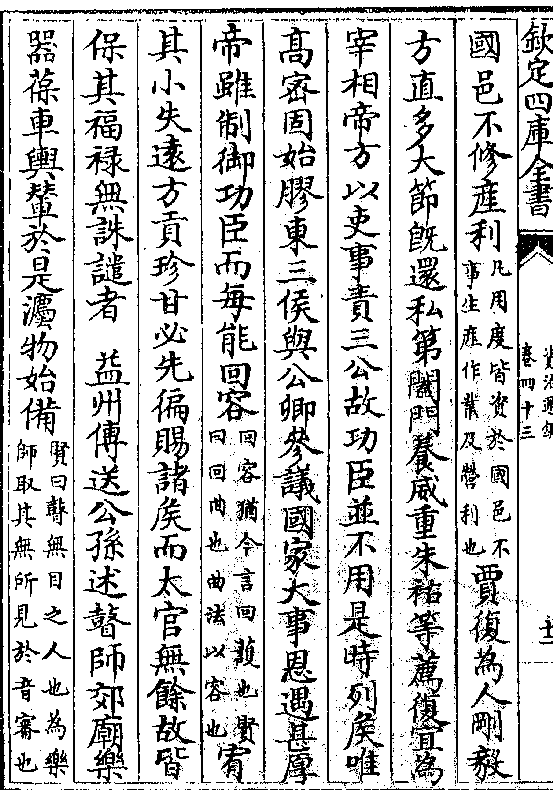 欽定四庫全書
資治通鑑
卷四十三
十二
國邑不修產利凡用度皆資於國邑不事生產作業及營利也賈復為人剛毅
方直多大節旣還私第闔門養威重朱祐等薦復宜為
宰相帝方以吏事責三公故功臣並不用是時列矦唯
髙宻固始膠東三侯與公卿參議國家大事恩遇甚厚
帝雖制御功臣而每能回容回容猶今言回護也賢曰回曲也曲法以容也宥
其小失遠方貢珍甘必先徧賜諸矦而太官無餘故皆
保其福禄無誅譴者 益州傳送公孫述瞽師郊廟樂
器葆車輿輦於是灋物始備賢曰瞽無目之人也為樂師取其無所見於音審也